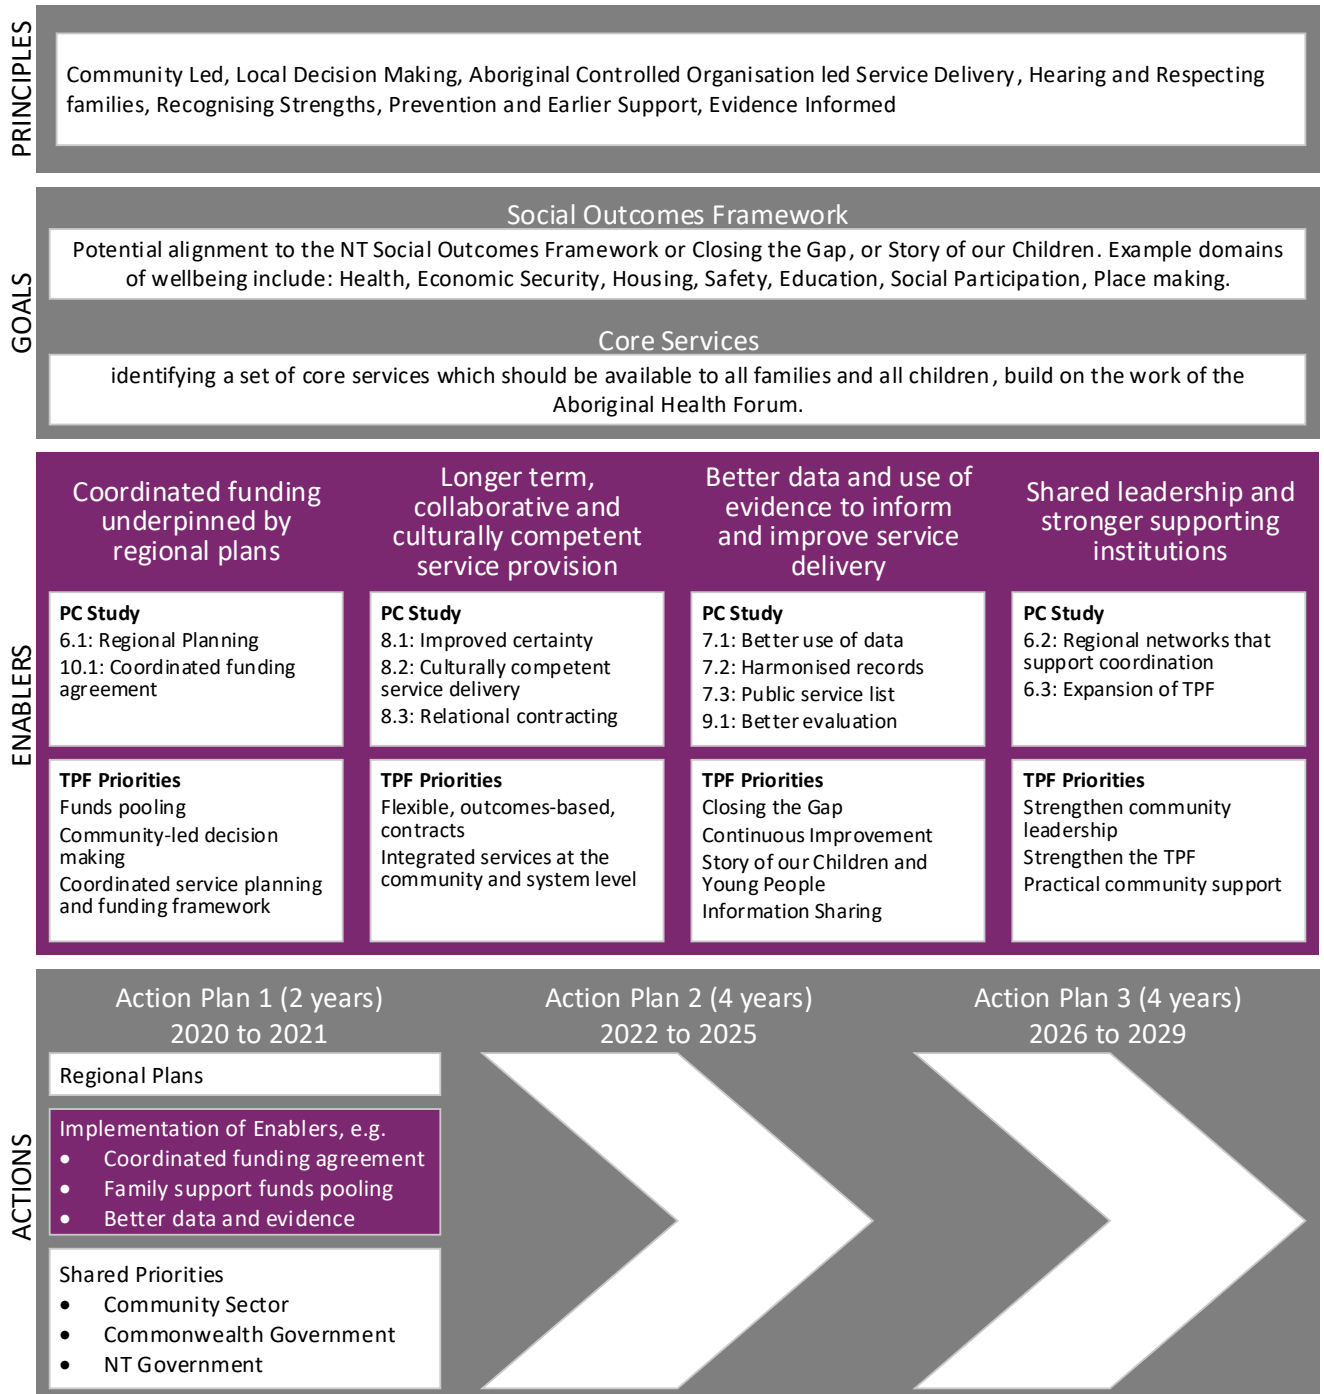 PRINCIPLES
Community Led, Local Decision Making, Aboriginal Controlled Organisation led Service Delivery, Hearing and Respecting
families, Recognising Strengths, Prevention and Earlier Support, Evidence Informed
GOALS
Social Outcomes Framework
Potential alignment to the NT Social Outcomes Framework or Closing the Gap, or Story of our Children. Example domains
of wellbeing include: Health, Economic Security, Housing, Safety, Education, Social Participation, Place making.
Core Services
identifying a set of core services which should be available to all families and all children, build on the work of the
Aboriginal Health Forum.
ENABLERS
Coordinated funding
underpinned by
regional plans
PC Study
6.1: Regional Planning
10.1: Coordinated funding
agreement
TPF Priorities
Funds pooling
Community-led decision
making
Coordinated service planning
and funding framework
Longer term,
collaborative and
culturally competent
service provision
PC Study
8.1: Improved certainty
8.2: Culturally competent
service delivery
8.3: Relational contracting
TPF Priorities
Flexible, outcomes-based,
contracts
Integrated services at the
community and system level
Better data and use of
evidence to inform
and improve service
delivery
PC Study
7.1: Better use of data
7.2: Harmonised records
7.3: Public service list
9.1: Better evaluation
TPF Priorities
Closing the Gap
Continuous Improvement
Story of our Children and
Young People
Information Sharing
Shared leadership and
stronger supporting
institutions
PC Study
6.2: Regional networks that
support coordination
6.3: Expansion of TPF
TPF Priorities
Strengthen community
leadership
Strengthen the TPF
Practical community support
ACTIONS
Action Plan 1 (2 years)
2020 to 2021
Regional Plans
Implementation of Enablers, e.g.
• Coordinated funding agreement
• Family support funds pooling
• Better data and evidence
Shared Priorities
• Community Sector
• Commonwealth Government
• NT Government
Action Plan 2 (4 years)
2022 to 2025
Action Plan 3 (4 years)
2026 to 2029